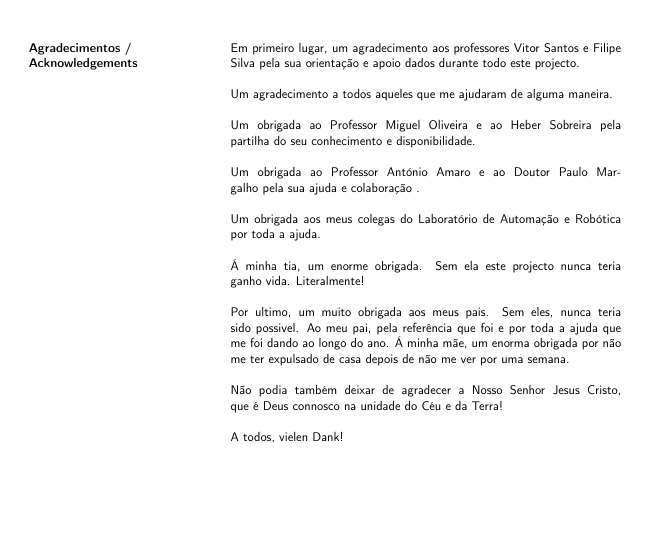 Agradecimentos /
Acknowledgements
Em primeiro lugar, um agradecimento aos professores Vitor Santos e Filipe
Silva pela sua orientação e apoio dados durante todo este projecto.
Um agradecimento a todos aqueles que me ajudaram de alguma maneira.
Um obrigada ao Professor Miguel Oliveira e ao Heber Sobreira pela
partilha do seu conhecimento e disponibilidade.
Um obrigada ao Professor António Amaro e ao Doutor Paulo Mar-
galho pela sua ajuda e colaboração .
Um obrigada aos meus colegas do Laboratório de Automação e Robótica
por toda a ajuda.
Á minha tia, um enorme obrigada. Sem ela este projecto nunca teria
ganho vida. Literalmente!
Por ultimo, um muito obrigada aos meus pais. Sem eles, nunca teria
sido possivel. Ao meu pai, pela referência que foi e por toda a ajuda que
me foi dando ao longo do ano. Á minha mãe, um enorma obrigada por não
me ter expulsado de casa depois de não me ver por uma semana.
Não podia também deixar de agradecer a Nosso Senhor Jesus Cristo,
que é Deus connosco na unidade do Céu e da Terra!
A todos, vielen Dank!